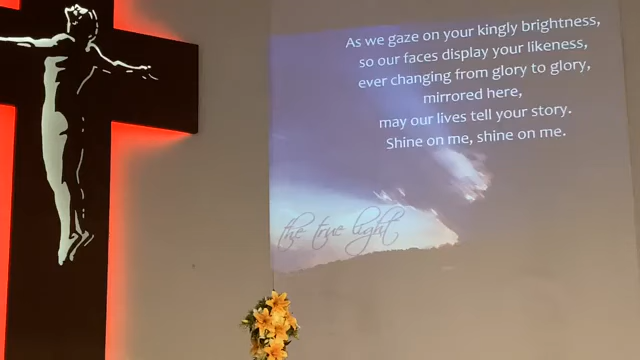 As we gaze on your kingly brightness,
so our faces display your likeness,
ever changing from glory to glory,
mirrored here,
may our lives tell your story.
Shine on me, shine on me.
the true light